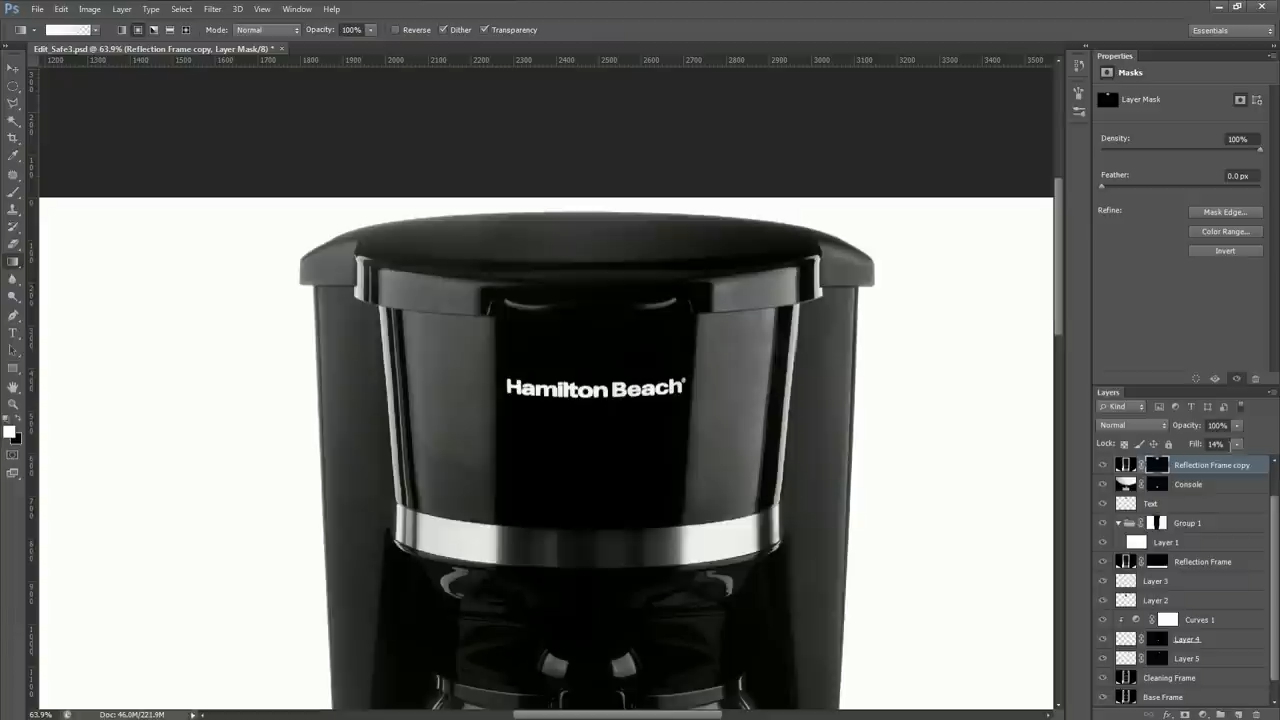 Ps File Edit Image Layer Type Select Filter 3D View Window Help
Mode: Normal Opacity: 100% Reverse Dither Transparency Essentials
Edit_Safe3.psd @ 63.9% (Reflection Frame copy, Layer Mask/8) * ×
1200 1300 1400 1500 1600 1700 1800 1900 2000 2100 2200 2300 2400 2500 2600 2700 2800 2900 3000 3100 3200 3300 3400 3500
Properties
Masks
Layer Mask
Density: 100%
Feather: 0.0 px
Refine: Mask Edge...
Color Range...
Invert
Hamilton Beach®
Layers
Kind
Normal Opacity: 100%
Lock: Fill: 14%
Reflection Frame copy
Console
Text
Group 1
Layer 1
Reflection Frame
Layer 3
Layer 2
Curves 1
Layer 4
Layer 5
Cleaning Frame
Base Frame
63.9% Doc: 46.0M/221.9M